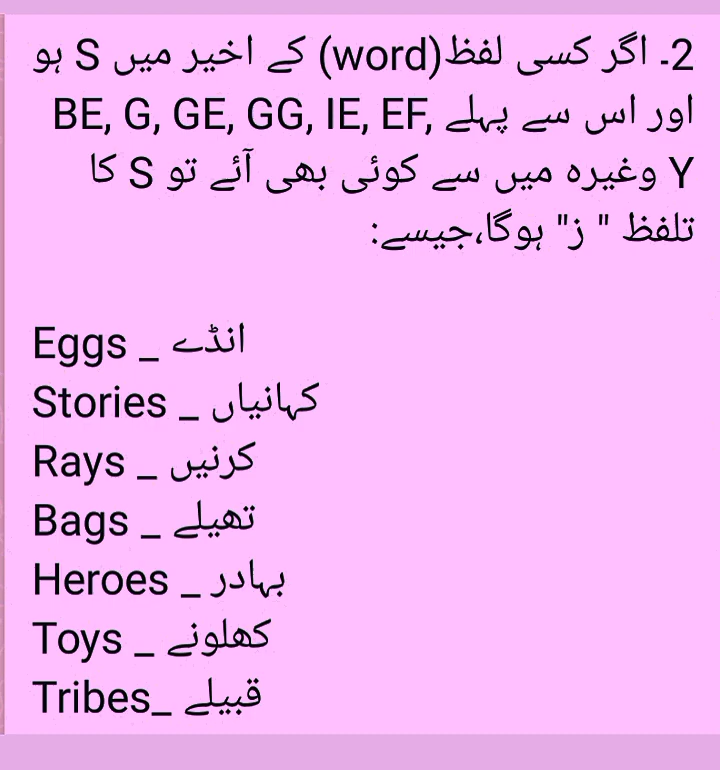 2۔ اگر کسی لفظ(word) کے اخیر میں S ہو
اور اس سے پہلے BE, G, GE, GG, IE, EF,
Y وغیرہ میں سے کوئی بھی آئے تو S کا
تلفظ " ز" ہوگا،جیسے:
Eggs _ انڈے
Stories _ کہانیاں
Rays _ کرنیں
Bags _ تھیلے
Heroes _ بہادر
Toys _ کھلونے
Tribes_ قبیلے